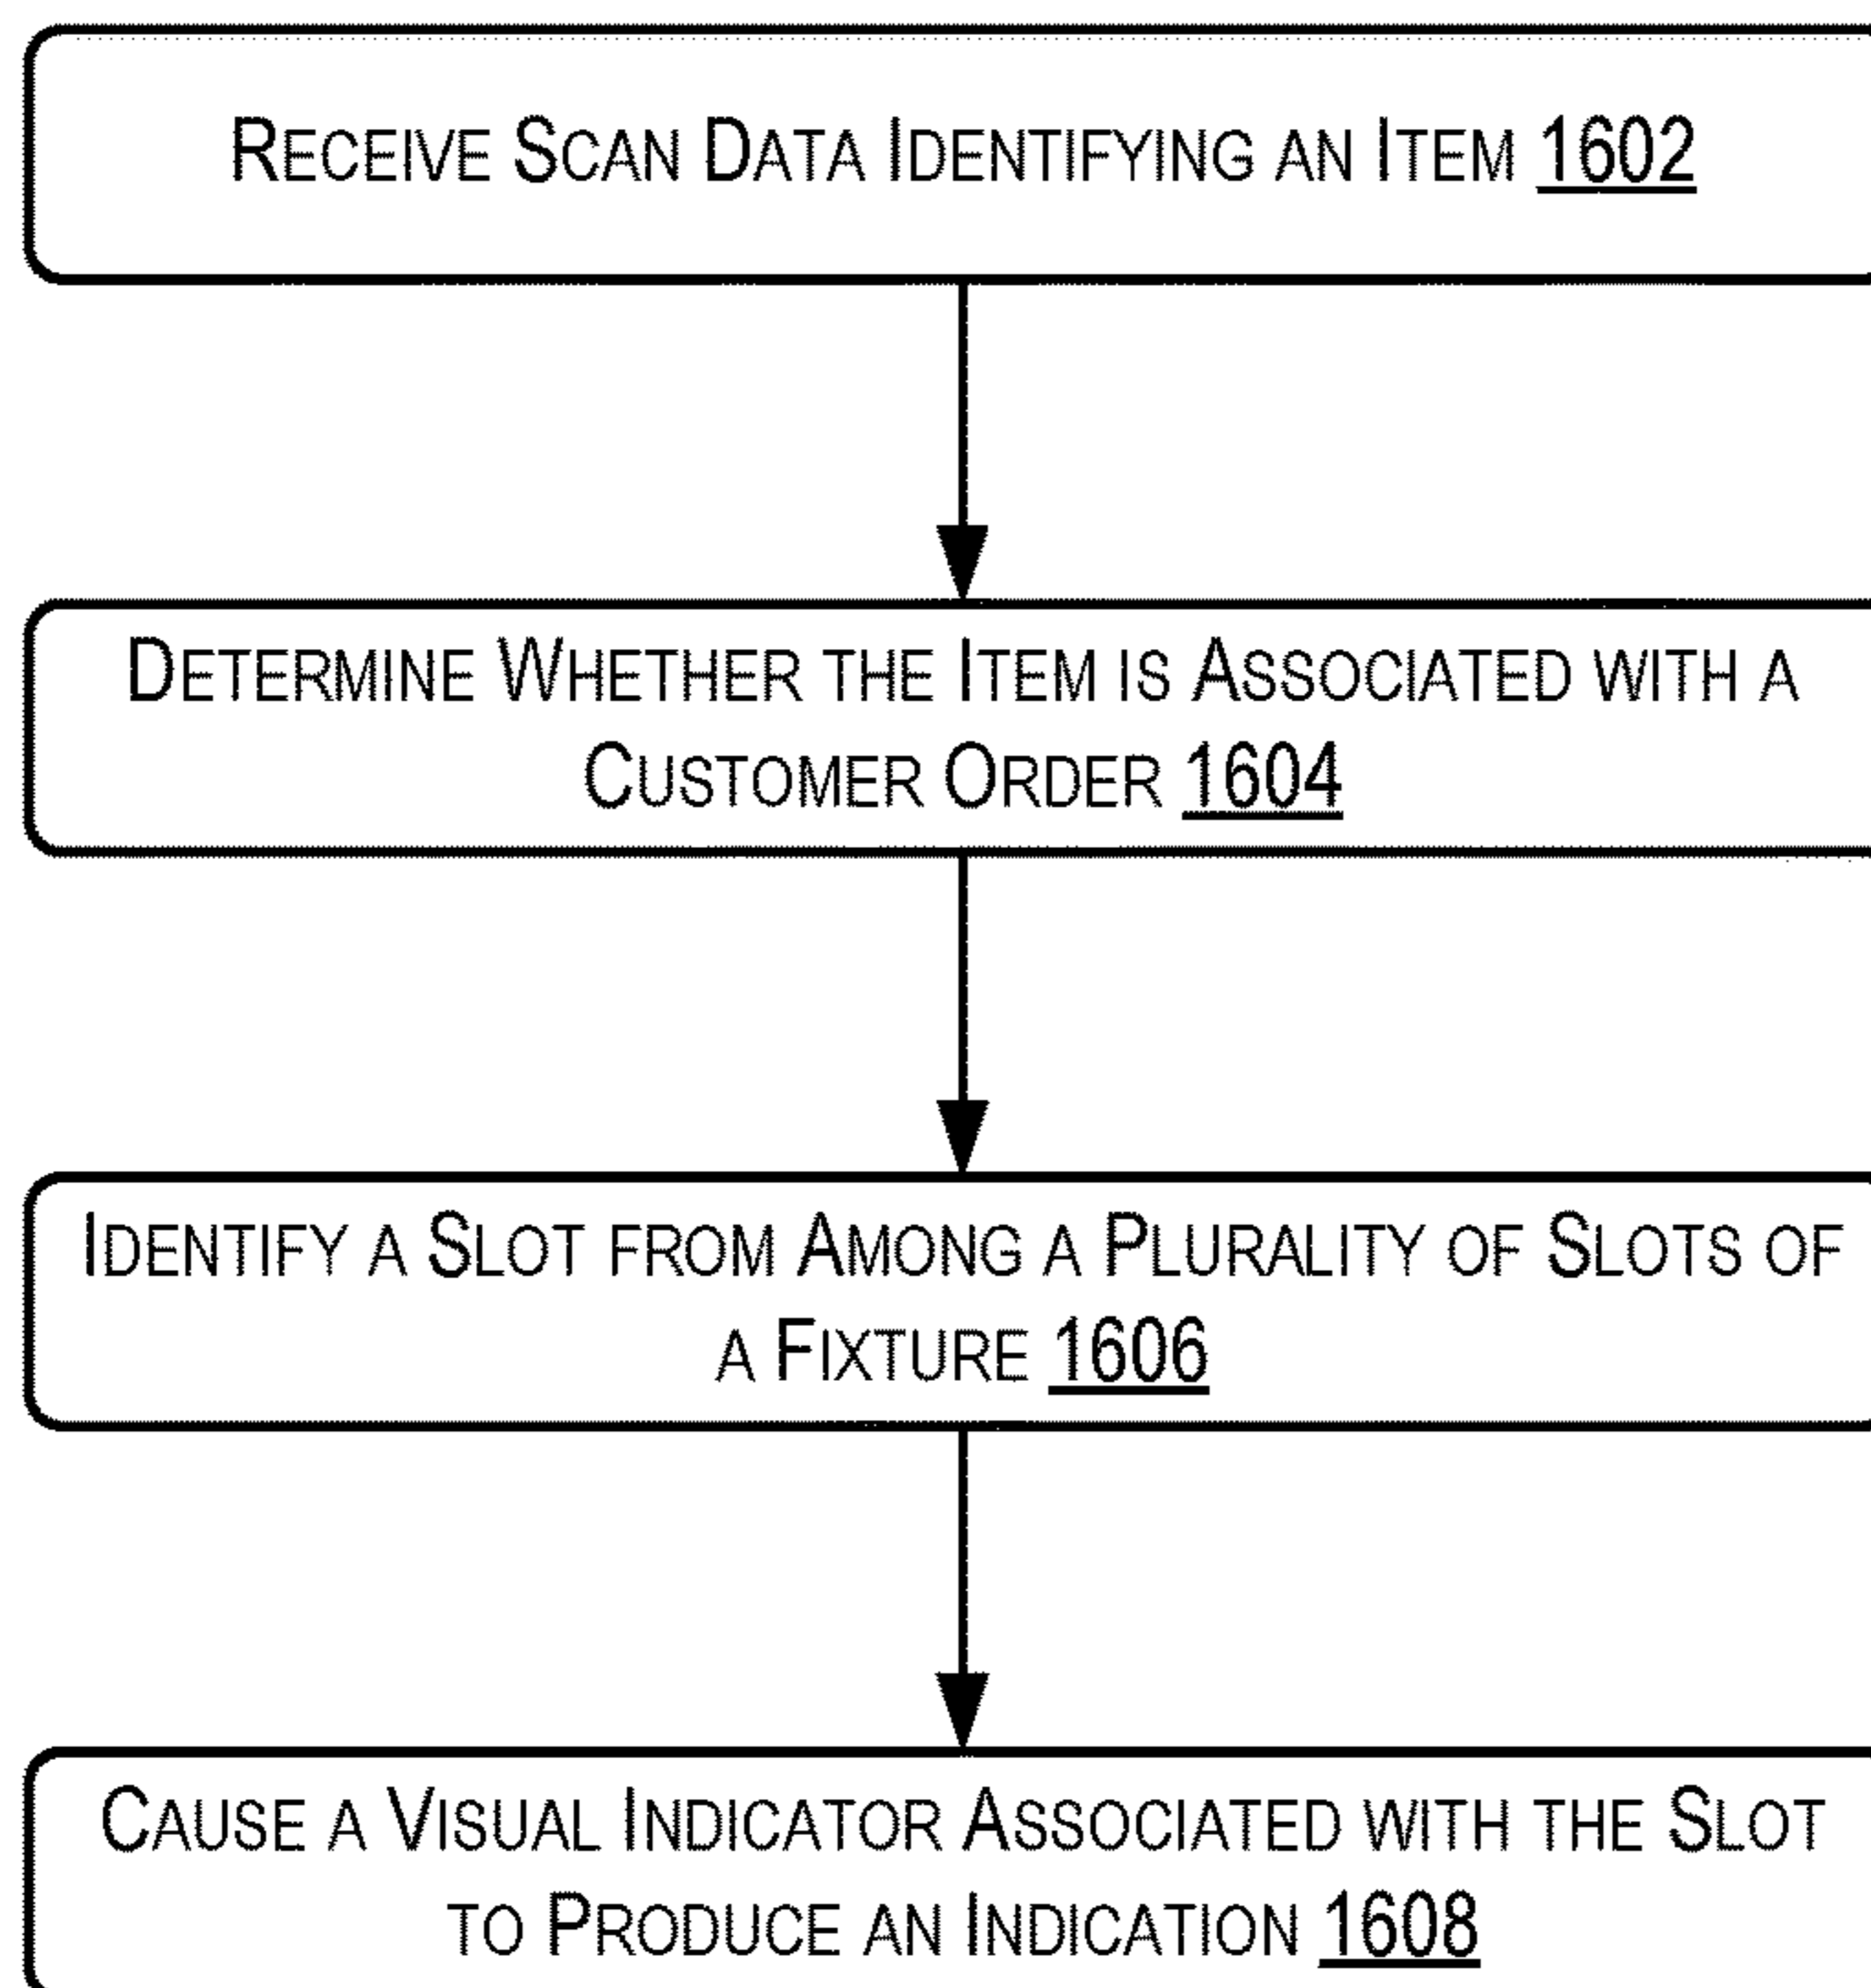 Receive Scan Data Identifying an Item 1602
Determine Whether the Item is Associated with a
Customer Order 1604
Identify a Slot from Among a Plurality of Slots of
a Fixture 1606
Cause a Visual Indicator Associated with the Slot
to Produce an Indication 1608